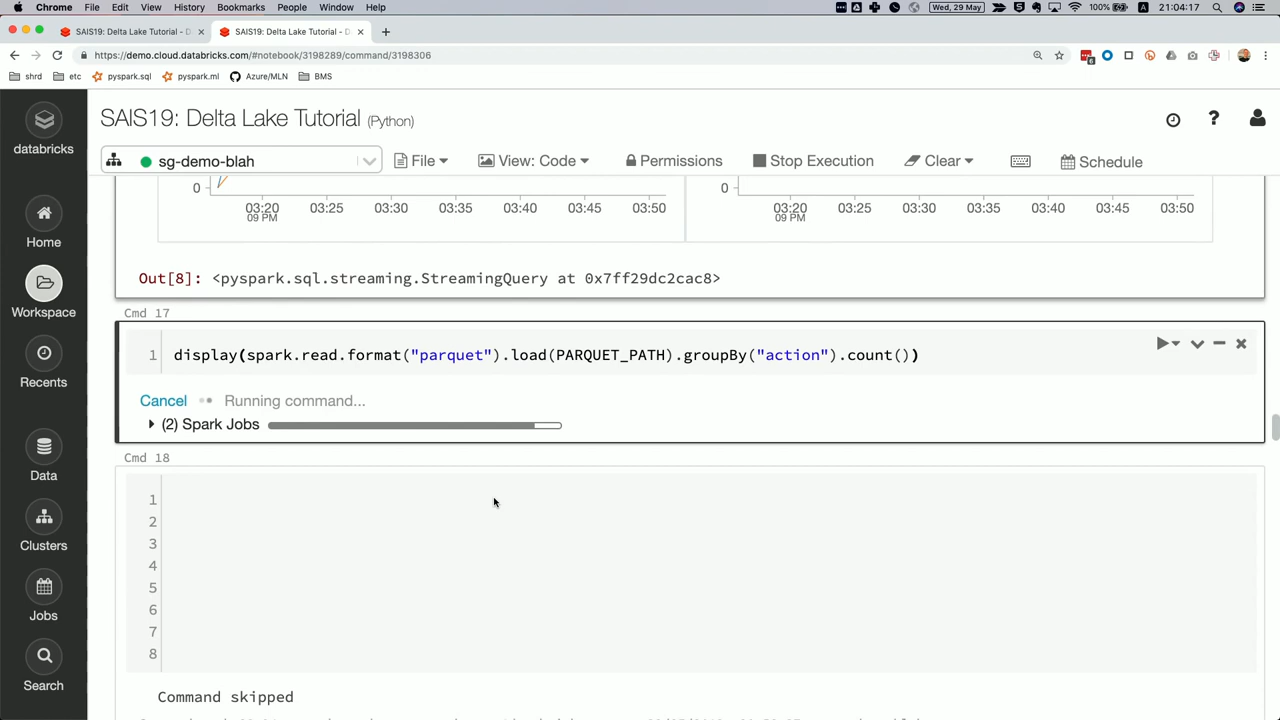 Chrome File Edit View History Bookmarks People Window Help Wed, 29 May 100% A 21:04:17
SAIS19: Delta Lake Tutorial - D SAIS19: Delta Lake Tutorial - D
https://demo.cloud.databricks.com/#notebook/3198289/command/3198306
shrd etc pyspark.sql pyspark.ml Azure/MLN BMS
databricks
Home
Workspace
Recents
Data
Clusters
Jobs
Search
SAIS19: Delta Lake Tutorial (Python)
sg-demo-blah File View: Code Permissions Stop Execution Clear Schedule
0 0
03:20 03:25 03:30 03:35 03:40 03:45 03:50 03:20 03:25 03:30 03:35 03:40 03:45 03:50
09 PM 09 PM
Out[8]: <pyspark.sql.streaming.StreamingQuery at 0x7ff29dc2cac8>
Cmd 17
1 display(spark.read.format("parquet").load(PARQUET_PATH).groupBy("action").count())
Cancel Running command...
(2) Spark Jobs
Cmd 18
1
2
3
4
5
6
7
8
Command skipped